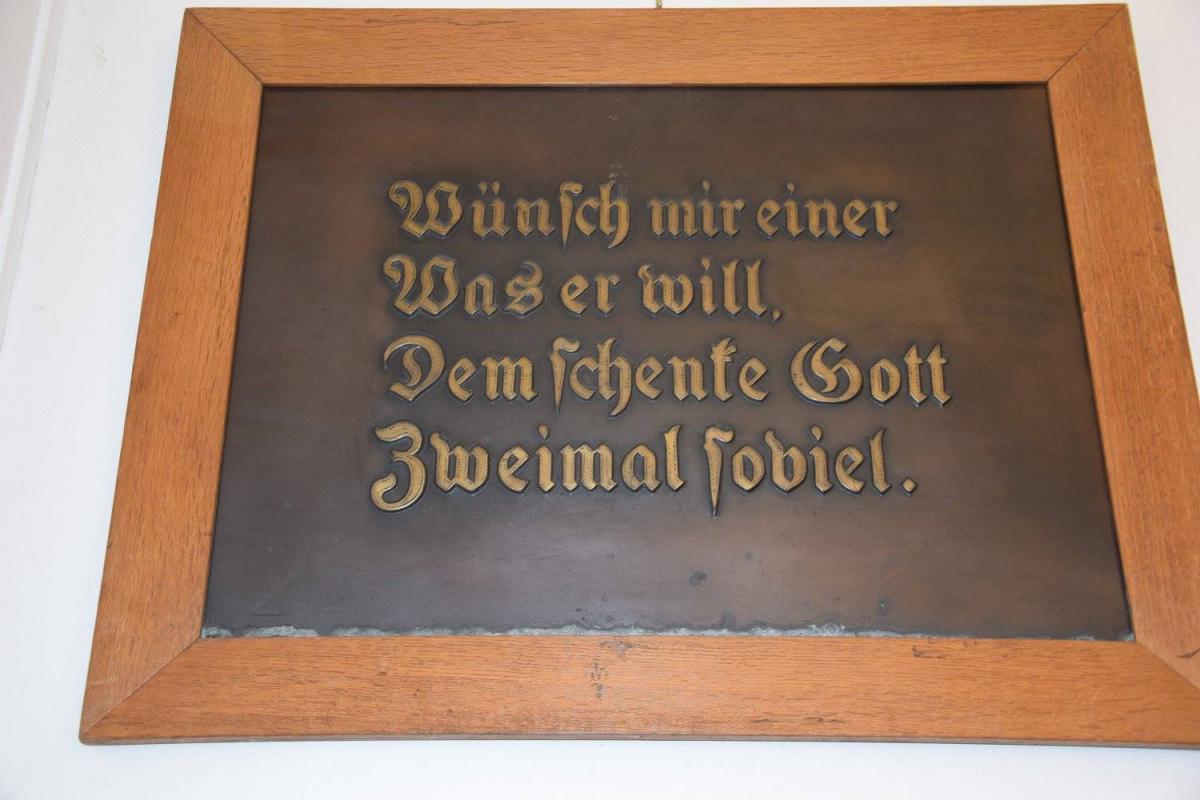 Wünſch mir einer
Was er will,
Dem ſchenke Gott
Zweimal ſoviel.